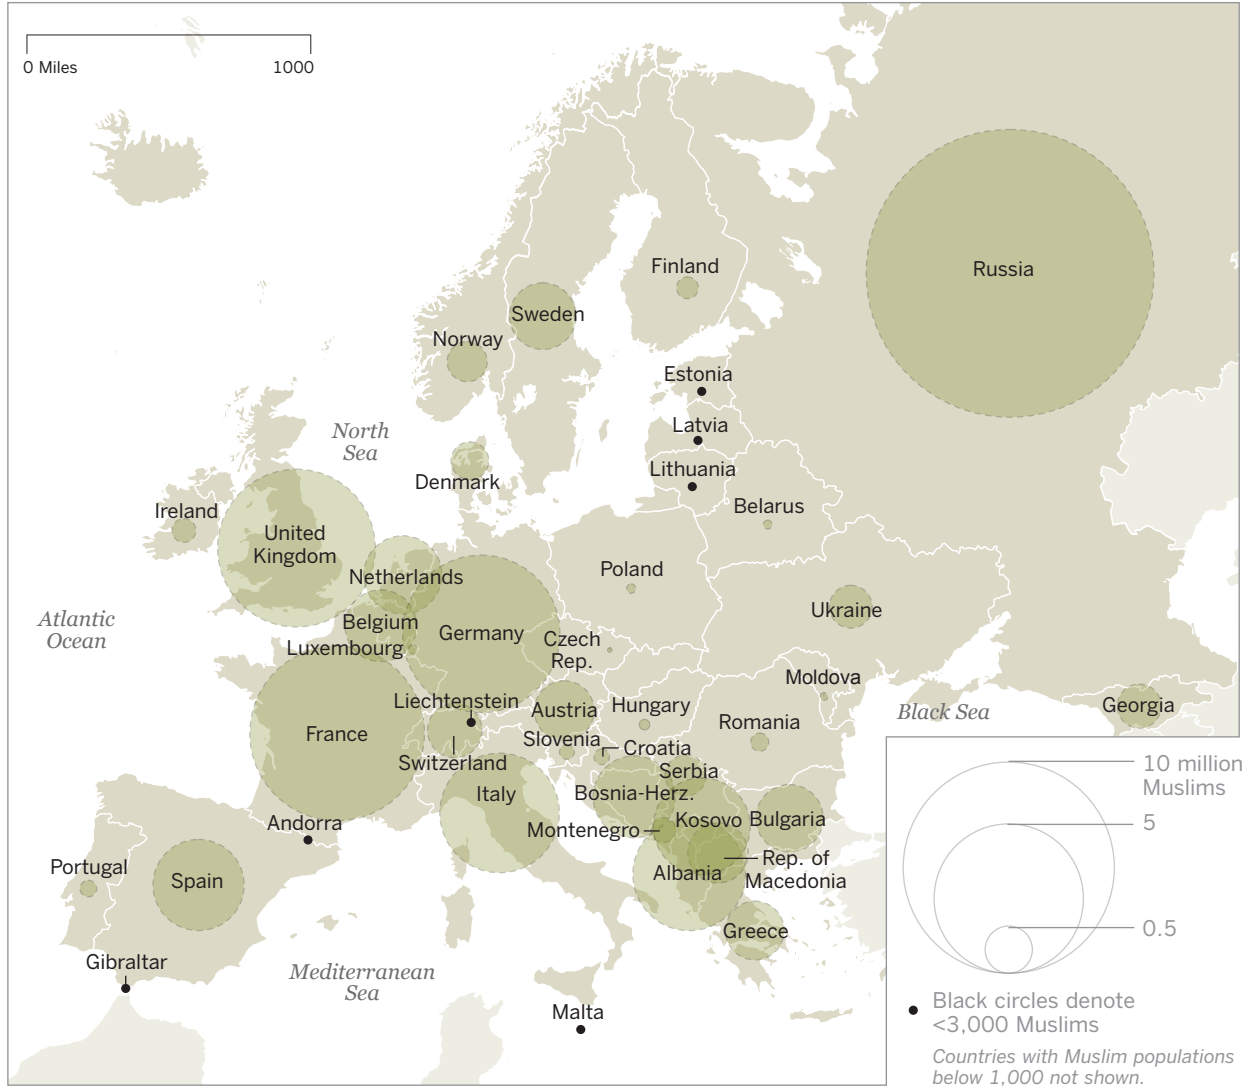 0 Miles 1000
Finland
Russia
Sweden
Norway
Estonia
Latvia
Lithuania
North
Sea
Denmark
Belarus
Ireland
United
Kingdom
Netherlands
Poland
Ukraine
Atlantic
Ocean
Belgium
Germany
Luxembourg
Czech
Rep.
Moldova
Liechtenstein
Austria
Hungary
Georgia
Black Sea
France
Romania
Slovenia
Croatia
Switzerland
Serbia
Italy
Bosnia-Herz.
Andorra
Montenegro
Kosovo
Bulgaria
Portugal
Spain
Albania
Rep. of
Macedonia
Greece
Gibraltar
Mediterranean
Sea
Malta
10 million
Muslims
5
0.5
Black circles denote
<3,000 Muslims
Countries with Muslim populations
below 1,000 not shown.